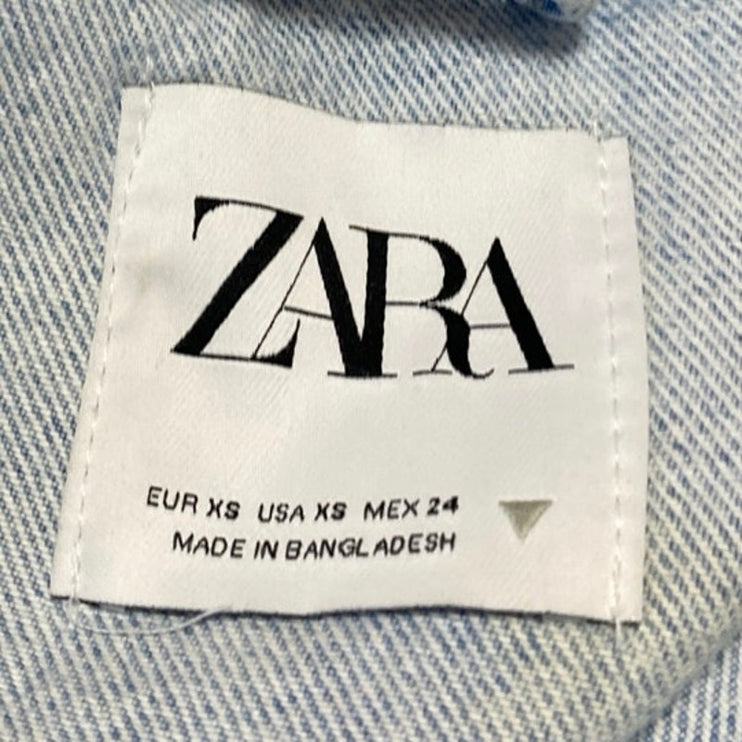 ZARA
EUR XS USA XS MEX 24
MADE IN BANGLADESH